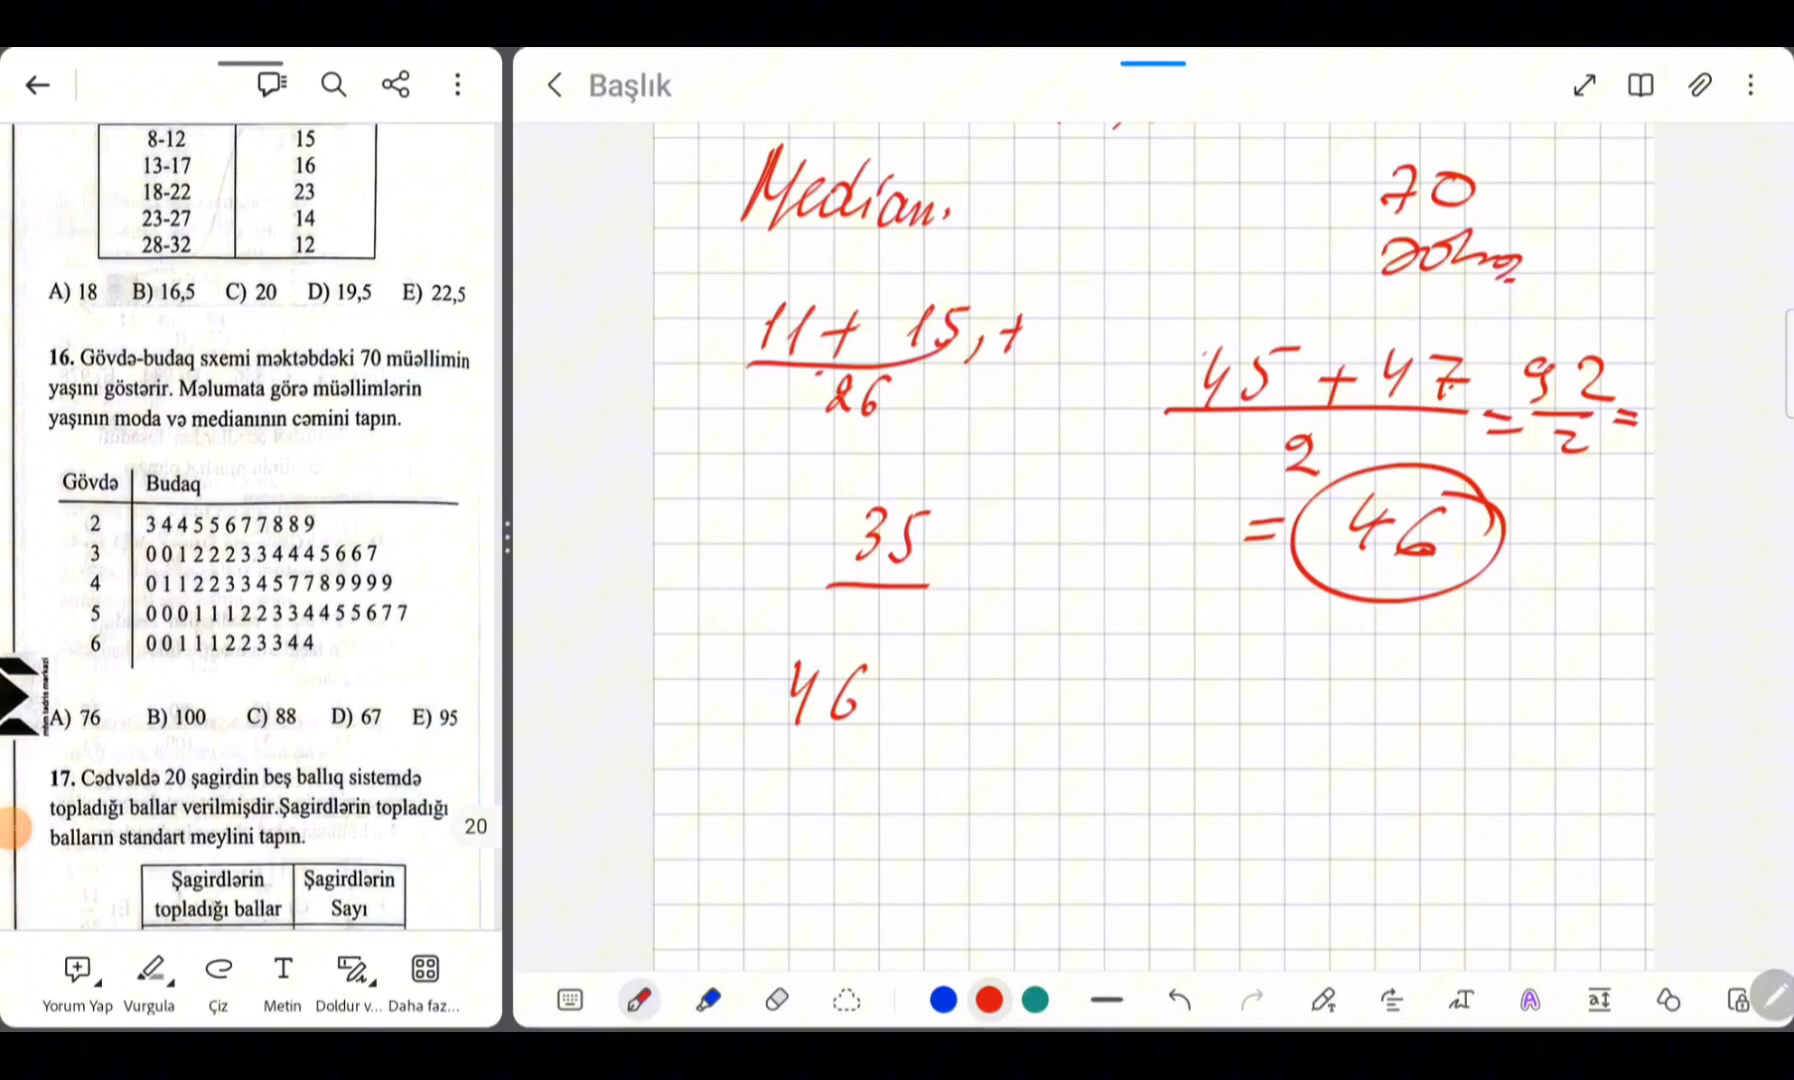 Başlık
8-12 15
13-17 16
18-22 23
23-27 14
28-32 12
A) 18 B) 16,5 C) 20 D) 19,5 E) 22,5
16. Gövdə-budaq sxemi məktəbdəki 70 müəllimin
yaşını göstərir. Məlumata görə müəllimlərin
yaşının moda və medianının cəmini tapın.
Gövdə Budaq
2 3 4 4 5 5 6 7 7 8 8 9
3 0 0 1 2 2 2 3 3 4 4 4 5 6 6 7
4 0 1 1 2 2 3 3 4 5 7 7 8 9 9 9 9
5 0 0 0 1 1 1 2 2 3 3 4 4 5 5 6 7 7
6 0 0 1 1 1 2 2 3 3 4 4
A) 76 B) 100 C) 88 D) 67 E) 95
17. Cədvəldə 20 şagirdin beş ballıq sistemdə
topladığı ballar verilmişdir.Şagirdlərin topladığı
balların standart meylini tapın.
20
Şagirdlərin Şagirdlərin
topladığı ballar Sayı
Yorum Yap Vurgula Çiz Metin Doldur v... Daha faz...
Median.
11 + 15, +
26
35
46
70
45 + 47 = 92 =
2 2
= 46